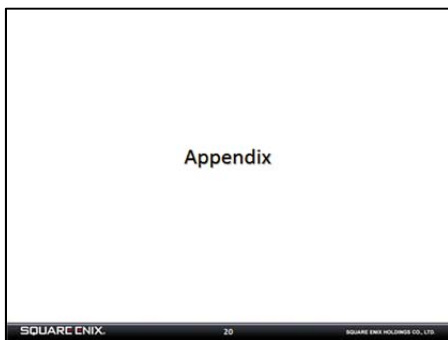 Appendix
SQUARE ENIX.
20
SQUARE ENIX HOLDINGS CO., LTD.